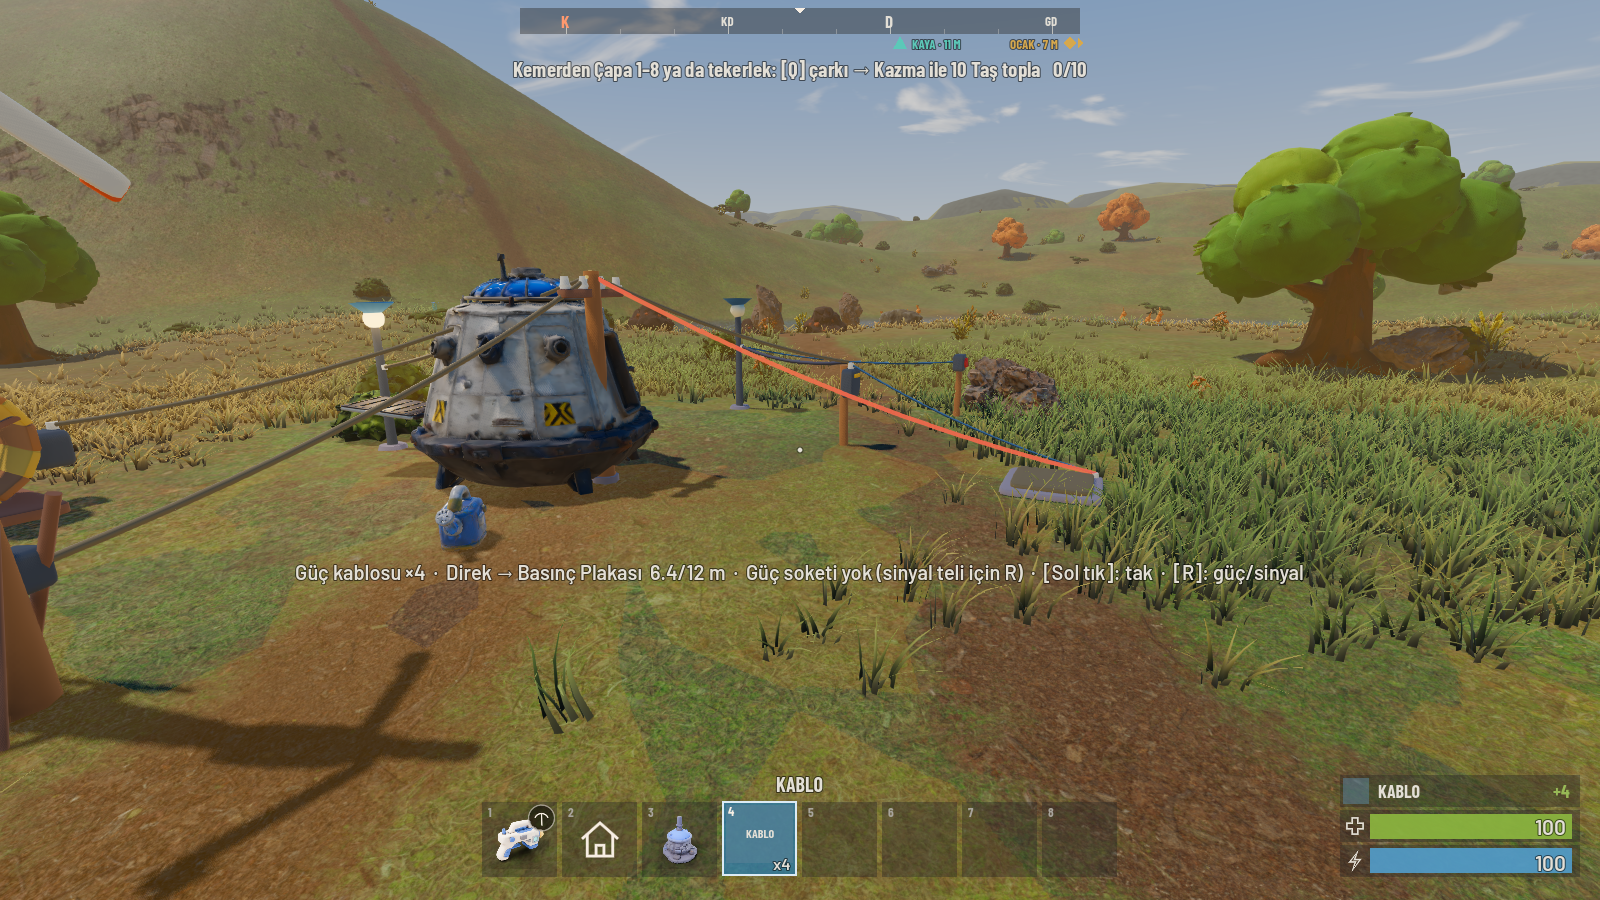 K KP D GD
KAYA · 11 M OCAK · 7 M
Kemerden Çapa 1-8 ya da tekerlek: [Q] çarkı → Kazma ile 10 Taş topla 0/10
Güç kablosu ×4 · Direk → Basınç Plakası 6.4/12 m · Güç soketi yok (sinyal teli için R) · [Sol tık]: tak · [R]: güç/sinyal
KABLO
1 2 3 4 5 6 7 8
KABLO
x4
KABLO +4
100
100